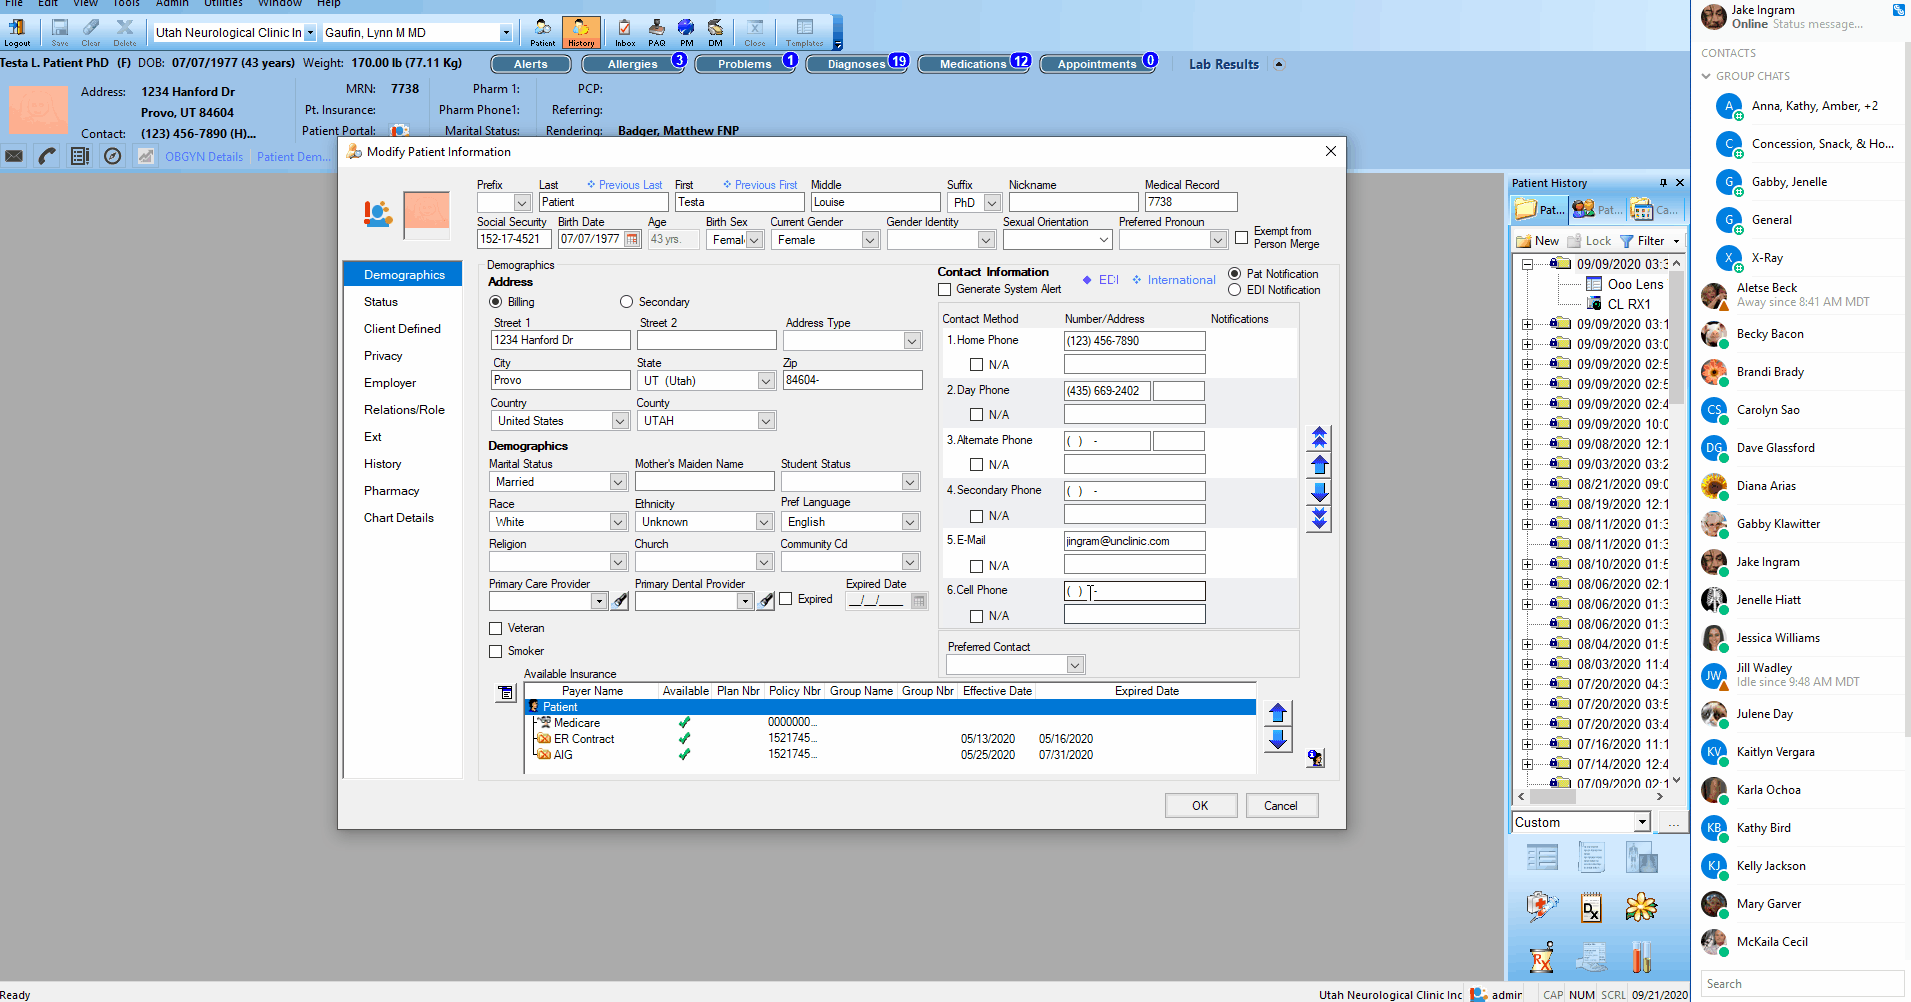 File Edit View Tools Admin Utilities Window Help
Logout Save Clear Delete Utah Neurological Clinic In Gaufin, Lynn M MD Patient History Inbox PAQ PM DM Close Templates
Testa L. Patient PhD (F) DOB: 07/07/1977 (43 years) Weight: 170.00 lb (77.11 Kg) Alerts Allergies 3 Problems 1 Diagnoses 19 Medications 12 Appointments 0 Lab Results
Address: 1234 Hanford Dr MRN: 7738 Pharm 1: PCP:
Provo, UT 84604 Pt. Insurance: Pharm Phone1: Referring:
Contact: (123) 456-7890 (H)... Patient Portal: Marital Status: Rendering: Badger, Matthew FNP
OBGYN Details Patient Dem...
Modify Patient Information
Prefix Last Previous Last First Previous First Middle Suffix Nickname Medical Record
Patient Testa Louise PhD 7738
Social Security Birth Date Age Birth Sex Current Gender Gender Identity Sexual Orientation Preferred Pronoun
152-17-4521 07/07/1977 43 yrs. Femal Female Exempt from
Person Merge
Demographics
Status
Client Defined
Privacy
Employer
Relations/Role
Ext
History
Pharmacy
Chart Details
Demographics
Address
Billing Secondary
Street 1 Street 2 Address Type
1234 Hanford Dr
City State Zip
Provo UT (Utah) 84604-
Country County
United States UTAH
Demographics
Marital Status Mother's Maiden Name Student Status
Married
Race Ethnicity Pref Language
White Unknown English
Religion Church Community Cd
Primary Care Provider Primary Dental Provider Expired Date
Expired __/__/____
Veteran
Smoker
Contact Information EDI International Pat Notification
Generate System Alert EDI Notification
Contact Method Number/Address Notifications
1.Home Phone (123) 456-7890
N/A
2.Day Phone (435) 669-2402
N/A
3.Alternate Phone ( ) -
N/A
4.Secondary Phone ( ) -
N/A
5.E-Mail jingram@unclinic.com
N/A
6.Cell Phone ( ) -
N/A
Preferred Contact
Available Insurance
Payer Name Available Plan Nbr Policy Nbr Group Name Group Nbr Effective Date Expired Date
Patient
Medicare 0000000...
ER Contract 1521745... 05/13/2020 05/16/2020
AIG 1521745... 05/25/2020 07/31/2020
OK Cancel
Patient History
Pat... Pat... Ca...
New Lock Filter
09/09/2020 03:3
Ooo Lens
CL RX1
09/09/2020 03:1
09/09/2020 03:0
09/09/2020 02:5
09/09/2020 02:5
09/09/2020 02:4
09/09/2020 10:0
09/08/2020 12:1
09/03/2020 03:2
08/21/2020 09:0
08/19/2020 12:1
08/11/2020 01:3
08/11/2020 01:3
08/10/2020 01:5
08/06/2020 02:1
08/06/2020 01:3
08/06/2020 01:3
08/04/2020 01:5
08/03/2020 11:4
07/20/2020 04:3
07/20/2020 03:5
07/20/2020 03:4
07/16/2020 11:1
07/14/2020 12:4
07/09/2020 02:1
Custom ...
Dx
Rx
Jake Ingram
Online Status message...
CONTACTS
GROUP CHATS
A Anna, Kathy, Amber, +2
C Concession, Snack, & Ho...
G Gabby, Jenelle
G General
X X-Ray
Aletse Beck
Away since 8:41 AM MDT
Becky Bacon
Brandi Brady
CS Carolyn Sao
DG Dave Glassford
Diana Arias
Gabby Klawitter
Jake Ingram
Jenelle Hiatt
Jessica Williams
JW Jill Wadley
Idle since 9:48 AM MDT
Julene Day
KV Kaitlyn Vergara
Karla Ochoa
KB Kathy Bird
KJ Kelly Jackson
Mary Garver
McKaila Cecil
Search
Ready Utah Neurological Clinic Inc admin CAP NUM SCRL 09/21/2020